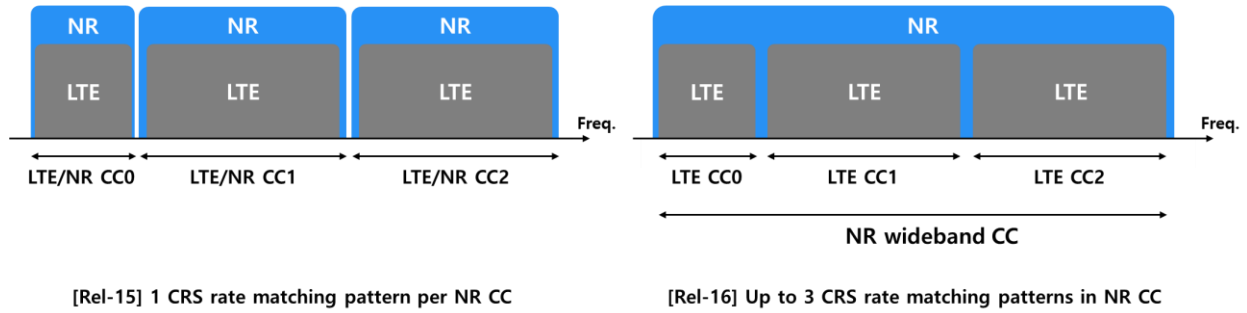 NR NR NR
LTE LTE LTE
Freq.
LTE/NR CC0 LTE/NR CC1 LTE/NR CC2
[Rel-15] 1 CRS rate matching pattern per NR CC
NR
LTE LTE LTE
Freq.
LTE CC0 LTE CC1 LTE CC2
NR wideband CC
[Rel-16] Up to 3 CRS rate matching patterns in NR CC